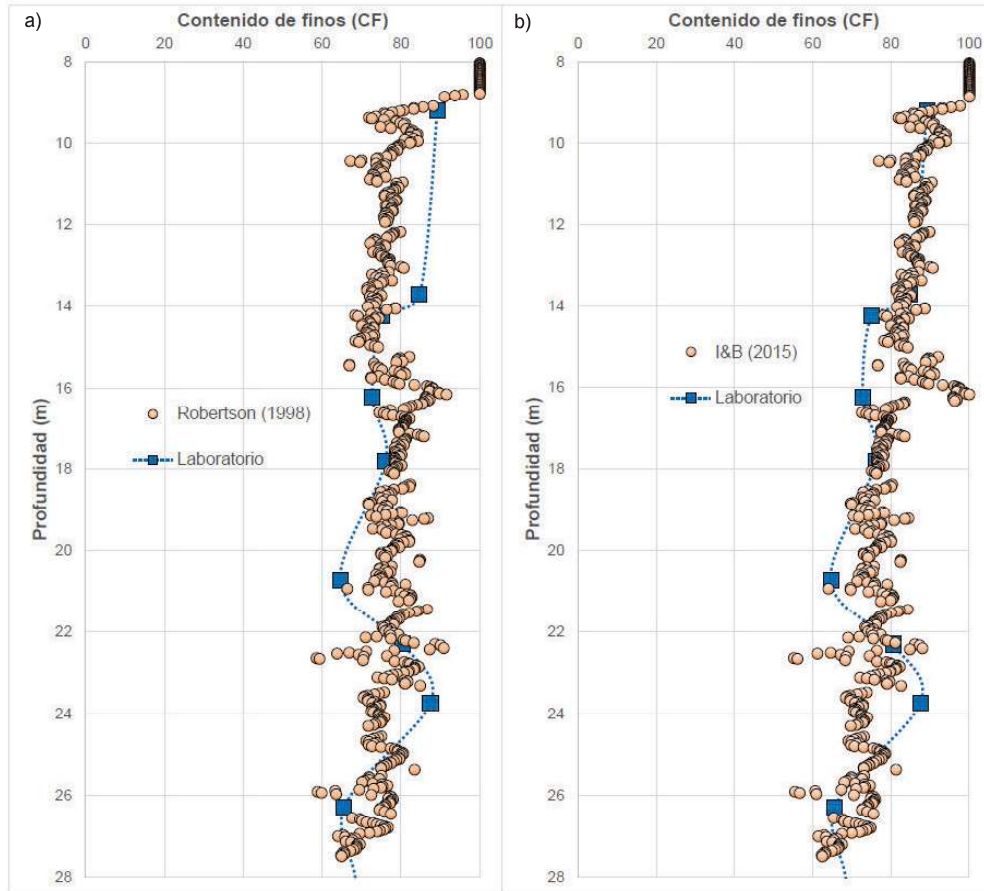 a)
Contenido de finos (CF)
0 20 40 60 80 100
8
10
12
14
16
18
20
22
24
26
28
Profundidad (m)
Robertson (1998)
Laboratorio
b)
Contenido de finos (CF)
0 20 40 60 80 100
8
10
12
14
16
18
20
22
24
26
28
Profundidad (m)
I&B (2015)
Laboratorio